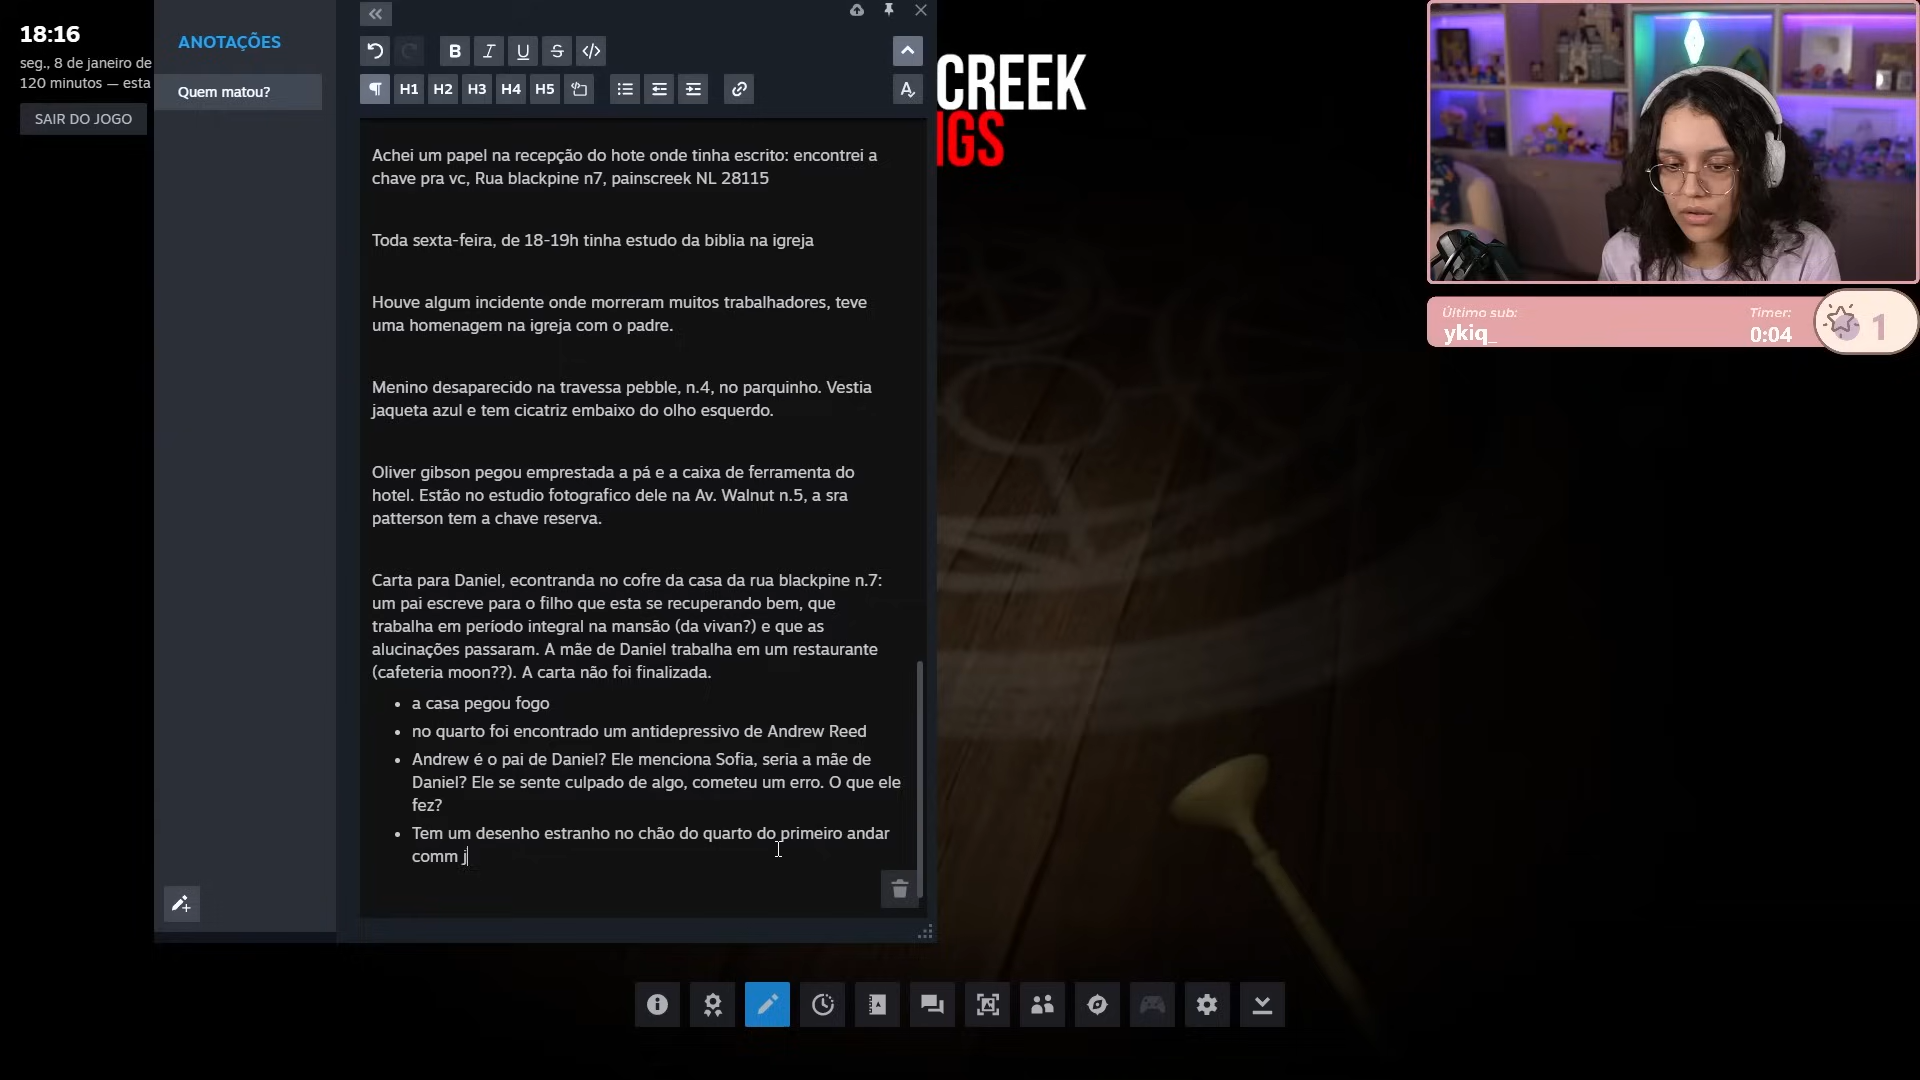 18:16
seg., 8 de janeiro de
120 minutos — esta
SAIR DO JOGO
ANOTAÇÕES
Quem matou?
B I U S </>
H1 H2 H3 H4 H5
CREEK
IGS
Achei um papel na recepção do hote onde tinha escrito: encontrei a
chave pra vc, Rua blackpine n7, painscreek NL 28115
Toda sexta-feira, de 18-19h tinha estudo da biblia na igreja
Houve algum incidente onde morreram muitos trabalhadores, teve
uma homenagem na igreja com o padre.
Menino desaparecido na travessa pebble, n.4, no parquinho. Vestia
jaqueta azul e tem cicatriz embaixo do olho esquerdo.
Oliver gibson pegou emprestada a pá e a caixa de ferramenta do
hotel. Estão no estudio fotografico dele na Av. Walnut n.5, a sra
patterson tem a chave reserva.
Carta para Daniel, econtranda no cofre da casa da rua blackpine n.7:
um pai escreve para o filho que esta se recuperando bem, que
trabalha em período integral na mansão (da vivan?) e que as
alucinações passaram. A mãe de Daniel trabalha em um restaurante
(cafeteria moon??). A carta não foi finalizada.
• a casa pegou fogo
• no quarto foi encontrado um antidepressivo de Andrew Reed
• Andrew é o pai de Daniel? Ele menciona Sofia, seria a mãe de
Daniel? Ele se sente culpado de algo, cometeu um erro. O que ele
fez?
• Tem um desenho estranho no chão do quarto do primeiro andar
comm j
Último sub:
ykiq_
Timer:
0:04
1